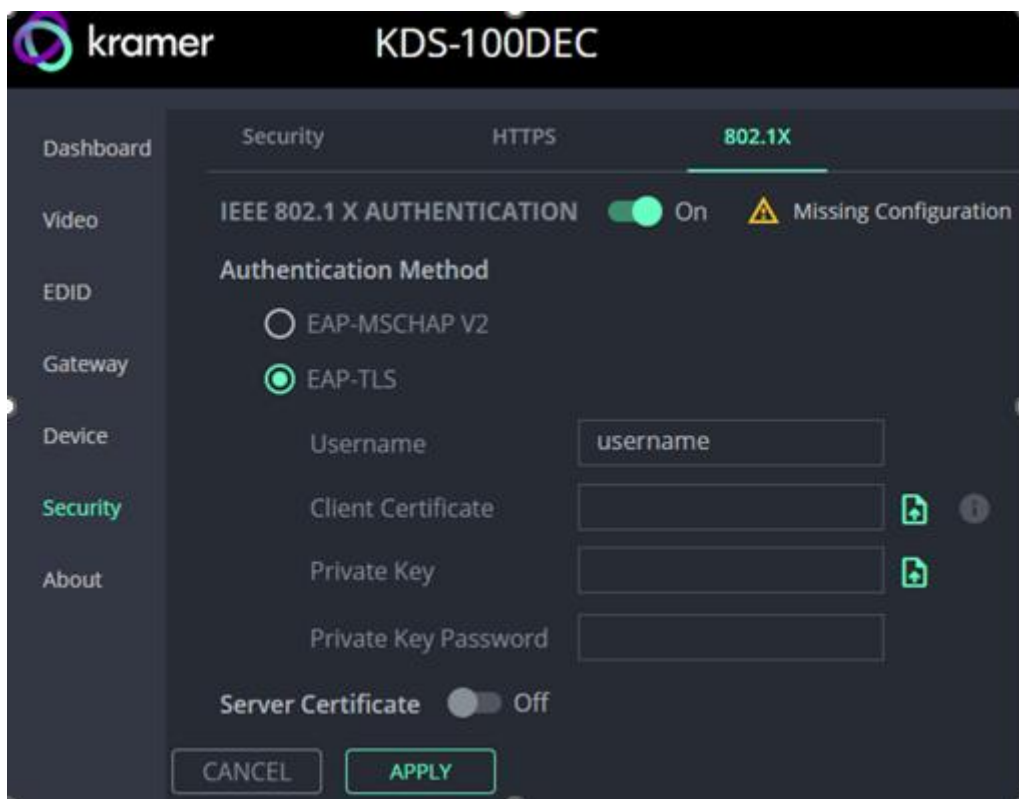 kramer KDS-100DEC
Dashboard
Video
EDID
Gateway
Device
Security
About
Security HTTPS 802.1X
IEEE 802.1 X AUTHENTICATION On Missing Configuration
Authentication Method
EAP-MSCHAP V2
EAP-TLS
Username username
Client Certificate
Private Key
Private Key Password
Server Certificate Off
CANCEL APPLY